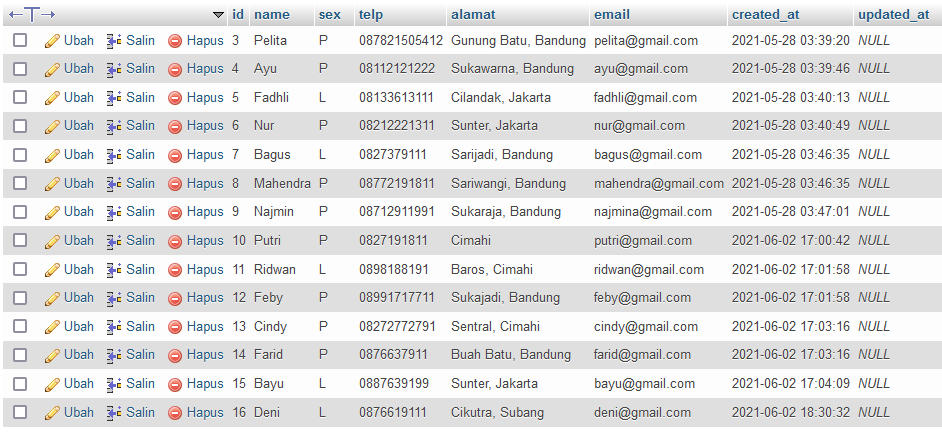 id name sex telp alamat email created_at updated_at
Ubah Salin Hapus 3 Pelita P 087821505412 Gunung Batu, Bandung pelita@gmail.com 2021-05-28 03:39:20 NULL
Ubah Salin Hapus 4 Ayu P 08112121222 Sukawarna, Bandung ayu@gmail.com 2021-05-28 03:39:46 NULL
Ubah Salin Hapus 5 Fadhli L 08133613111 Cilandak, Jakarta fadhli@gmail.com 2021-05-28 03:40:13 NULL
Ubah Salin Hapus 6 Nur P 08212221311 Sunter, Jakarta nur@gmail.com 2021-05-28 03:40:49 NULL
Ubah Salin Hapus 7 Bagus L 0827379111 Sarijadi, Bandung bagus@gmail.com 2021-05-28 03:46:35 NULL
Ubah Salin Hapus 8 Mahendra P 08772191811 Sariwangi, Bandung mahendra@gmail.com 2021-05-28 03:46:35 NULL
Ubah Salin Hapus 9 Najmin P 08712911991 Sukaraja, Bandung najmina@gmail.com 2021-05-28 03:47:01 NULL
Ubah Salin Hapus 10 Putri P 0827191811 Cimahi putri@gmail.com 2021-06-02 17:00:42 NULL
Ubah Salin Hapus 11 Ridwan L 0898188191 Baros, Cimahi ridwan@gmail.com 2021-06-02 17:01:58 NULL
Ubah Salin Hapus 12 Feby P 08991717711 Sukajadi, Bandung feby@gmail.com 2021-06-02 17:01:58 NULL
Ubah Salin Hapus 13 Cindy P 08272772791 Sentral, Cimahi cindy@gmail.com 2021-06-02 17:03:16 NULL
Ubah Salin Hapus 14 Farid P 0876637911 Buah Batu, Bandung farid@gmail.com 2021-06-02 17:03:16 NULL
Ubah Salin Hapus 15 Bayu L 0887639199 Sunter, Jakarta bayu@gmail.com 2021-06-02 17:04:09 NULL
Ubah Salin Hapus 16 Deni L 0876619111 Cikutra, Subang deni@gmail.com 2021-06-02 18:30:32 NULL